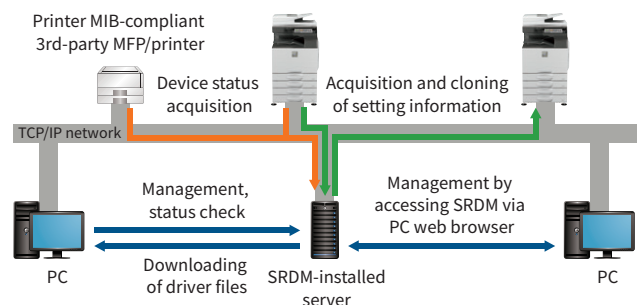 Printer MIB-compliant
3rd-party MFP/printer
Device status
acquisition
Acquisition and cloning
of setting information
TCP/IP network
Management,
status check
Management by
accessing SRDM via
PC web browser
PC
Downloading
of driver files
SRDM-installed
server
PC